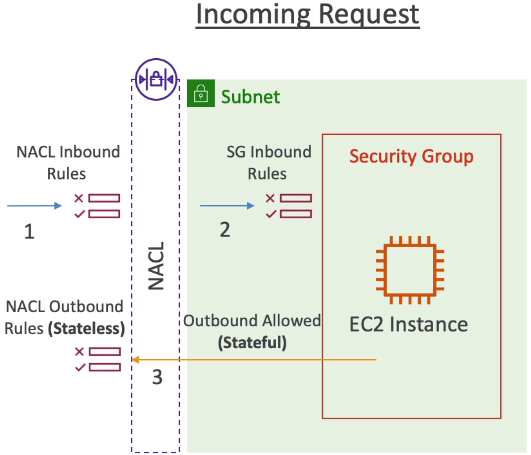 Incoming Request
Subnet
NACL Inbound
Rules
SG Inbound
Rules
Security Group
1
2
NACL
NACL Outbound
Rules (Stateless)
Outbound Allowed
(Stateful)
EC2 Instance
3